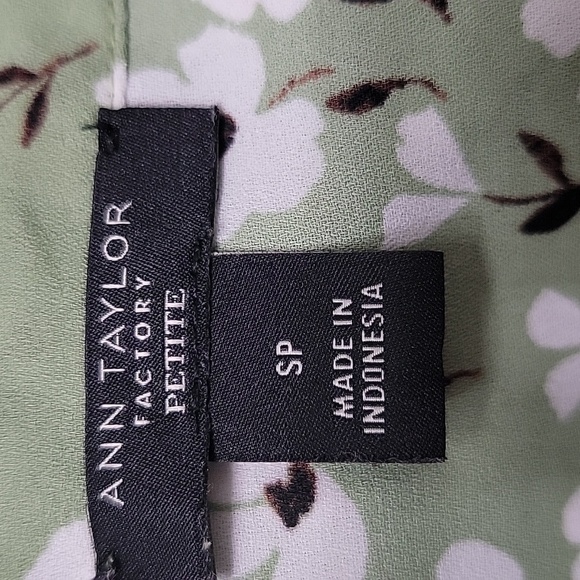 ANN TAYLOR
FACTORY
PETITE
SP
MADE IN
INDONESIA